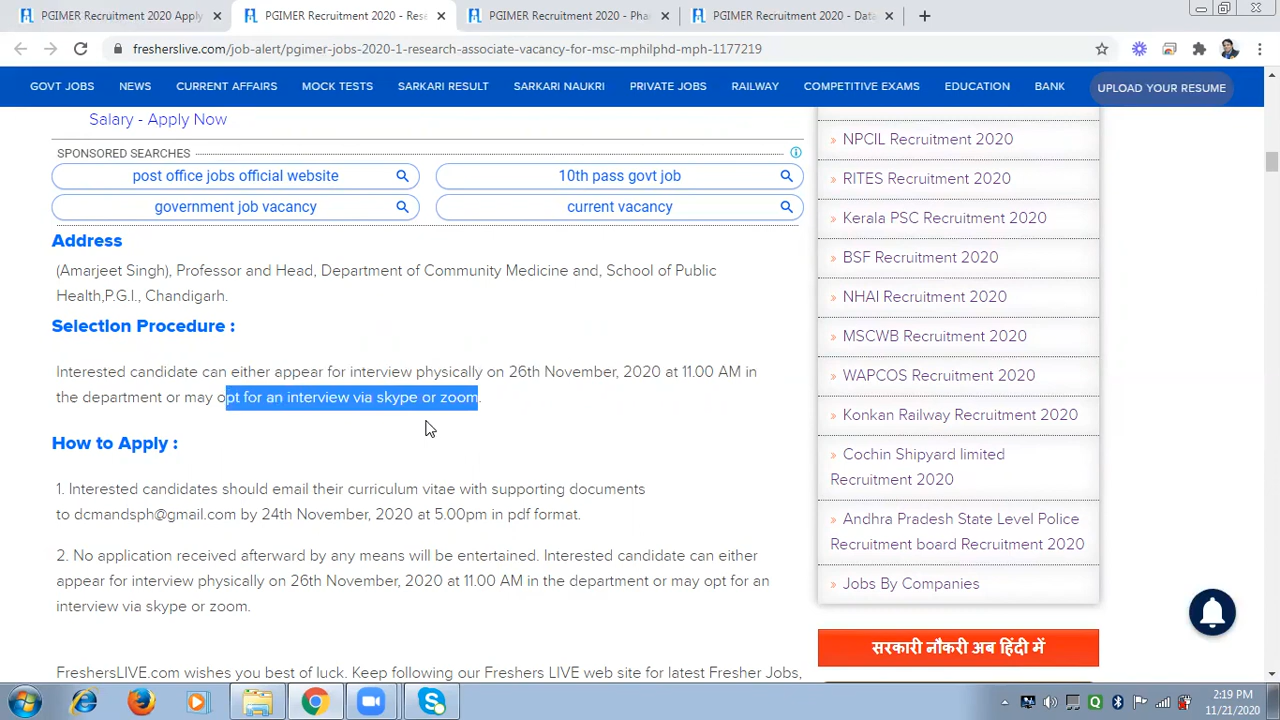 PGIMER Recruitment 2020 Apply
PGIMER Recruitment 2020 - Rese
PGIMER Recruitment 2020 - Pha
PGIMER Recruitment 2020 - Data
fresherslive.com/job-alert/pgimer-jobs-2020-1-research-associate-vacancy-for-msc-mphilphd-mph-1177219
GOVT JOBS NEWS CURRENT AFFAIRS MOCK TESTS SARKARI RESULT SARKARI NAUKRI PRIVATE JOBS RAILWAY COMPETITIVE EXAMS EDUCATION BANK UPLOAD YOUR RESUME
Salary - Apply Now
SPONSORED SEARCHES
post office jobs official website
10th pass govt job
government job vacancy
current vacancy
Address
(Amarjeet Singh), Professor and Head, Department of Community Medicine and, School of Public
Health,P.G.I., Chandigarh.
Selection Procedure :
Interested candidate can either appear for interview physically on 26th November, 2020 at 11.00 AM in
the department or may opt for an interview via skype or zoom.
How to Apply :
1. Interested candidates should email their curriculum vitae with supporting documents
to dcmandsph@gmail.com by 24th November, 2020 at 5.00pm in pdf format.
2. No application received afterward by any means will be entertained. Interested candidate can either
appear for interview physically on 26th November, 2020 at 11.00 AM in the department or may opt for an
interview via skype or zoom.
FreshersLIVE.com wishes you best of luck. Keep following our Freshers LIVE web site for latest Fresher Jobs,
» NPCIL Recruitment 2020
» RITES Recruitment 2020
» Kerala PSC Recruitment 2020
» BSF Recruitment 2020
» NHAI Recruitment 2020
» MSCWB Recruitment 2020
» WAPCOS Recruitment 2020
» Konkan Railway Recruitment 2020
» Cochin Shipyard limited
Recruitment 2020
» Andhra Pradesh State Level Police
Recruitment board Recruitment 2020
» Jobs By Companies
सरकारी नौकरी अब हिंदी में
2:19 PM
11/21/2020